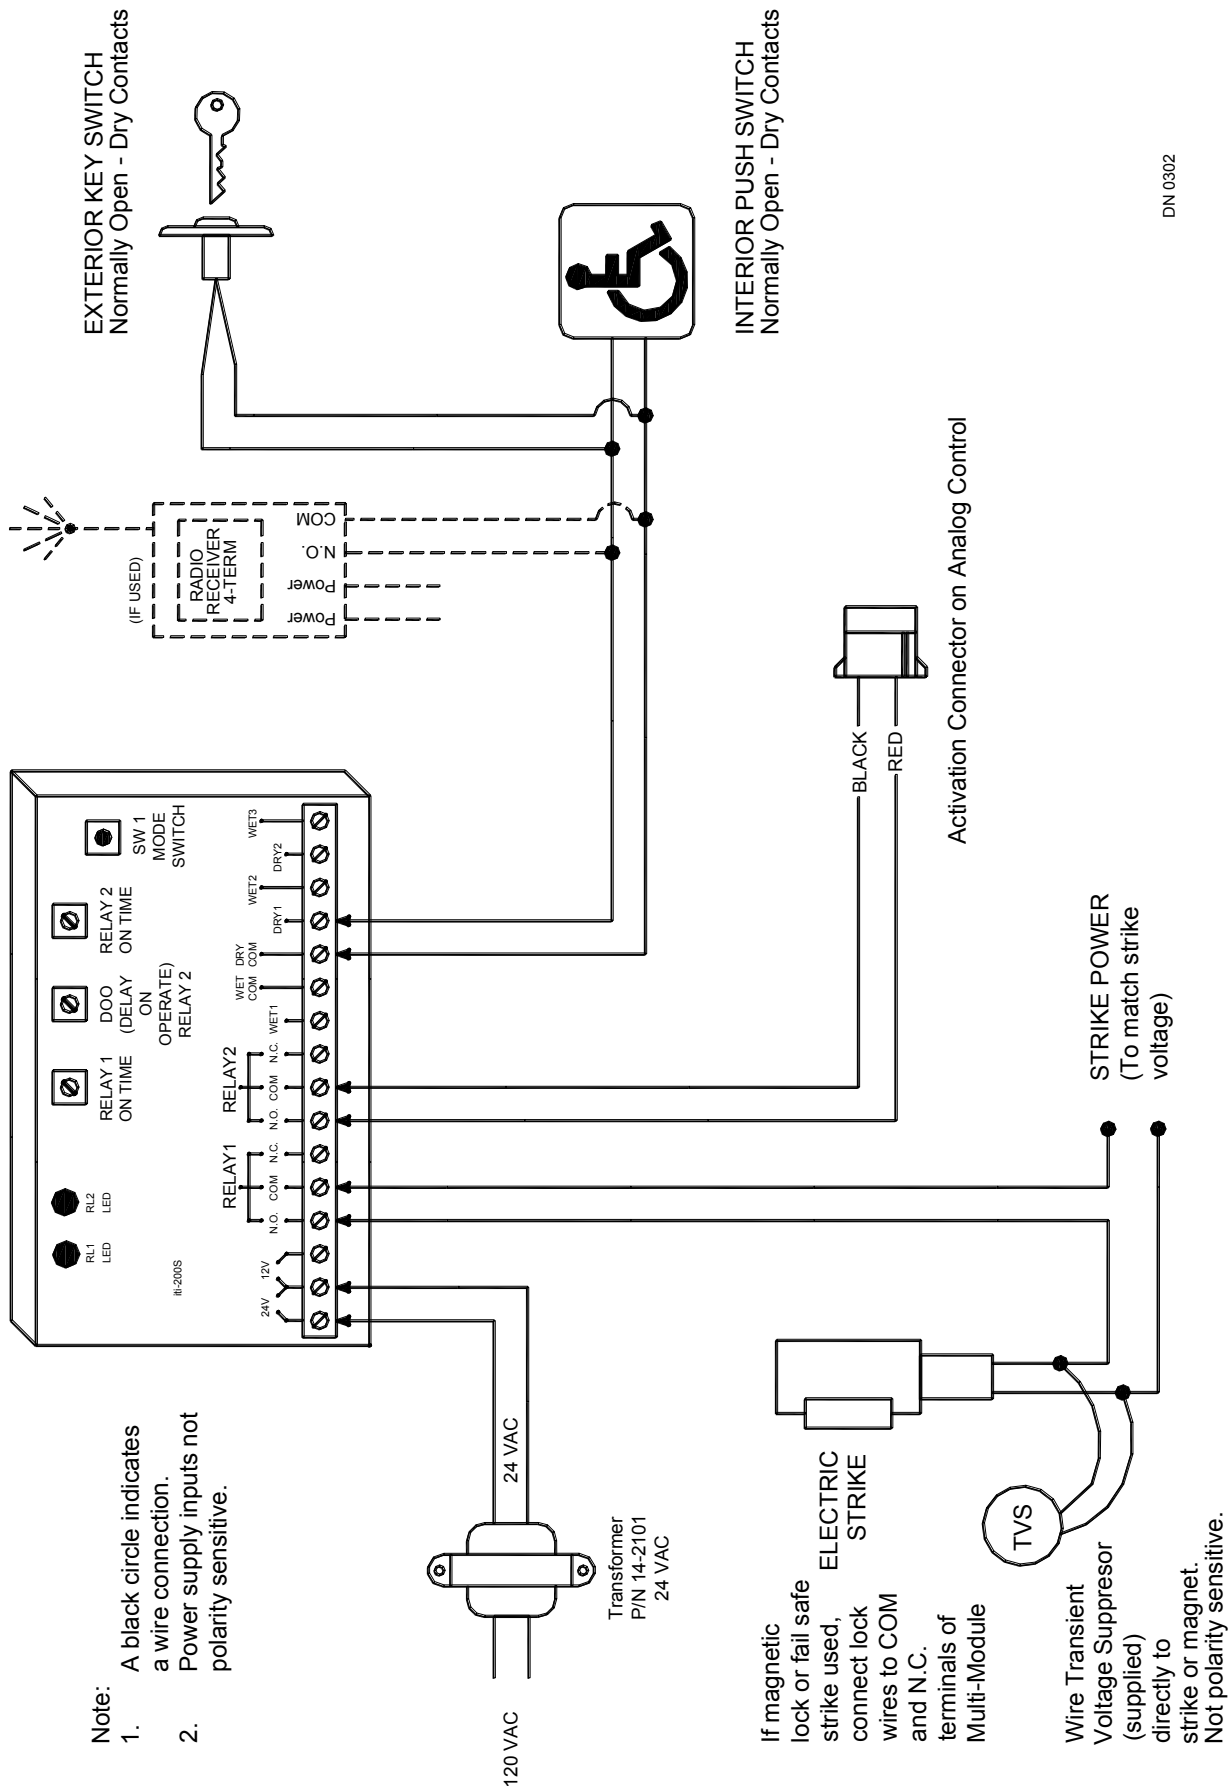 Note:
1. A black circle indicates
a wire connection.
2. Power supply inputs not
polarity sensitive.
120 VAC
24 VAC
Transformer
P/N 14-2101
24 VAC
If magnetic
lock or fail safe
strike used,
connect lock
wires to COM
and N.C.
terminals of
Multi-Module
ELECTRIC
STRIKE
TVS
Wire Transient
Voltage Suppresor
(supplied)
directly to
strike or magnet.
Not polarity sensitive.
RL1
LED
RL2
LED
iti-200S
RELAY 1
ON TIME
DOO
(DELAY
ON
OPERATE)
RELAY 2
RELAY 2
ON TIME
SW 1
MODE
SWITCH
24V
12V
RELAY1
N.O.
COM
N.C.
RELAY2
N.O.
COM
N.C.
WET1
WET
COM
DRY
COM
DRY1
WET2
DRY2
WET3
STRIKE POWER
(To match strike
voltage)
BLACK
RED
Activation Connector on Analog Control
(IF USED)
RADIO
RECEIVER
4-TERM
Power
Power
N.O.
COM
EXTERIOR KEY SWITCH
Normally Open - Dry Contacts
INTERIOR PUSH SWITCH
Normally Open - Dry Contacts
DN 0302